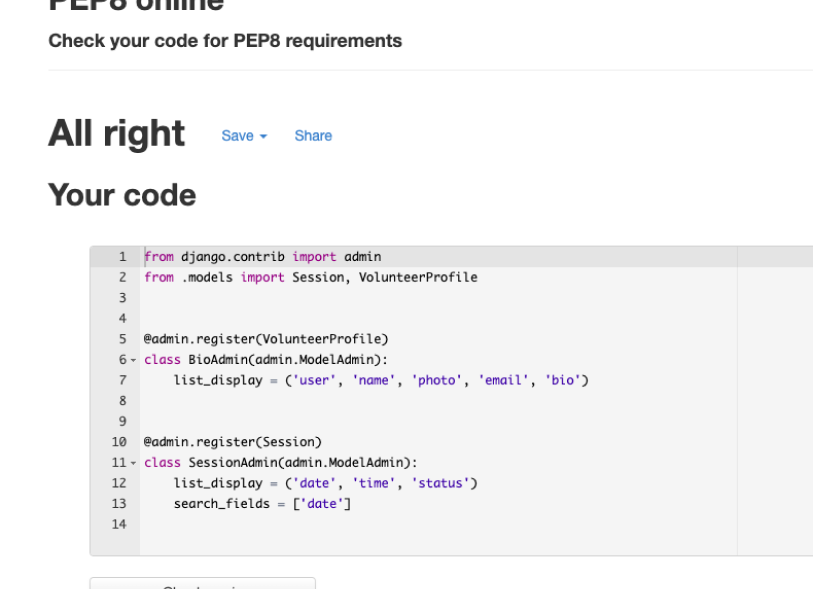 PEP8 online
Check your code for PEP8 requirements
All right Save Share
Your code
1 from django.contrib import admin
2 from .models import Session, VolunteerProfile
3
4
5 @admin.register(VolunteerProfile)
6 class BioAdmin(admin.ModelAdmin):
7     list_display = ('user', 'name', 'photo', 'email', 'bio')
8
9
10 @admin.register(Session)
11 class SessionAdmin(admin.ModelAdmin):
12     list_display = ('date', 'time', 'status')
13     search_fields = ['date']
14